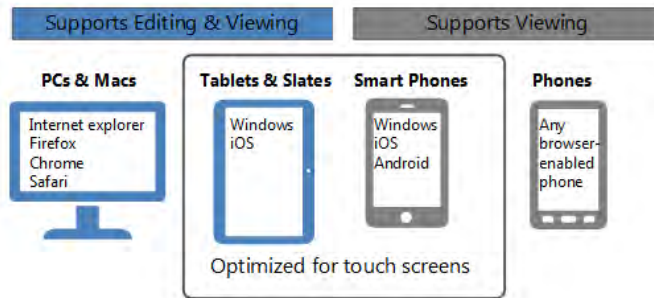 Supports Editing & Viewing
Supports Viewing
PCs & Macs
Tablets & Slates
Smart Phones
Phones
Internet explorer
Firefox
Chrome
Safari
Windows
iOS
Windows
iOS
Android
Any
browser-
enabled
phone
Optimized for touch screens